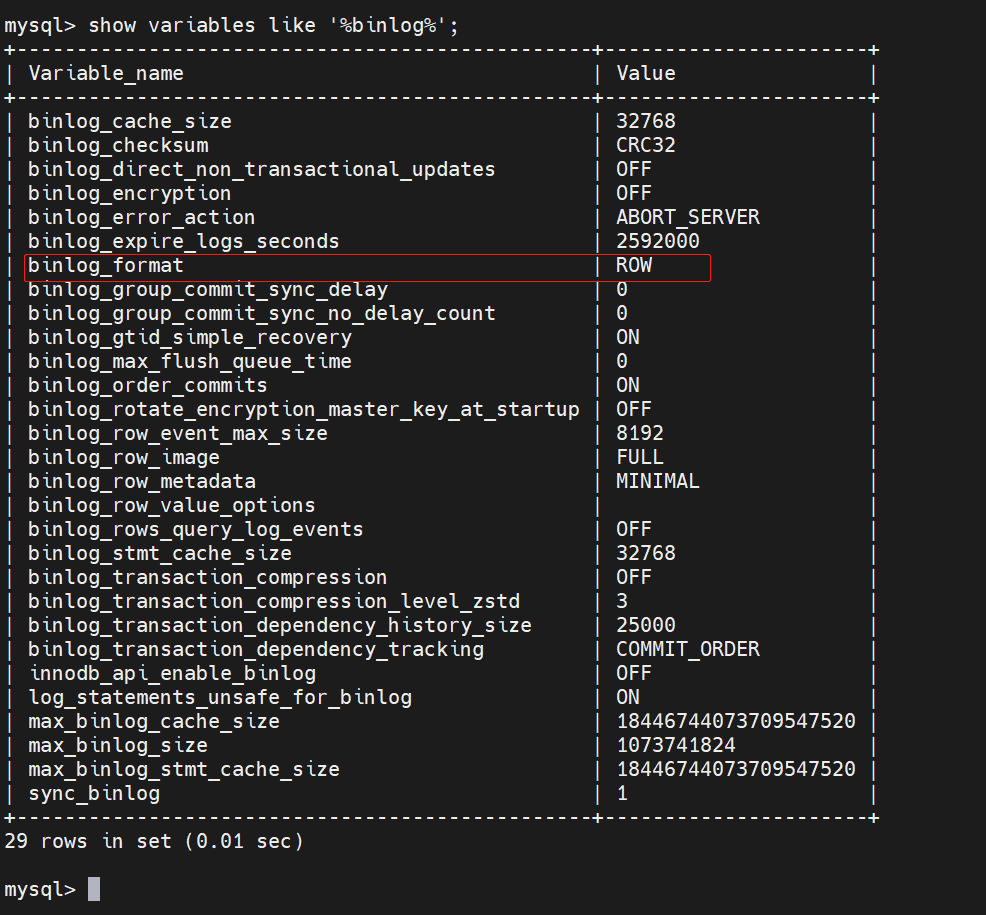 mysql> show variables like '%binlog%';
+------------------------------------------------+----------------------+
| Variable_name                                  | Value                |
+------------------------------------------------+----------------------+
| binlog_cache_size                              | 32768                |
| binlog_checksum                                | CRC32                |
| binlog_direct_non_transactional_updates        | OFF                  |
| binlog_encryption                              | OFF                  |
| binlog_error_action                            | ABORT_SERVER         |
| binlog_expire_logs_seconds                     | 2592000              |
| binlog_format                                  | ROW                  |
| binlog_group_commit_sync_delay                 | 0                    |
| binlog_group_commit_sync_no_delay_count        | 0                    |
| binlog_gtid_simple_recovery                    | ON                   |
| binlog_max_flush_queue_time                    | 0                    |
| binlog_order_commits                           | ON                   |
| binlog_rotate_encryption_master_key_at_startup | OFF                  |
| binlog_row_event_max_size                      | 8192                 |
| binlog_row_image                               | FULL                 |
| binlog_row_metadata                            | MINIMAL              |
| binlog_row_value_options                       |                      |
| binlog_rows_query_log_events                   | OFF                  |
| binlog_stmt_cache_size                         | 32768                |
| binlog_transaction_compression                 | OFF                  |
| binlog_transaction_compression_level_zstd      | 3                    |
| binlog_transaction_dependency_history_size     | 25000                |
| binlog_transaction_dependency_tracking         | COMMIT_ORDER         |
| innodb_api_enable_binlog                       | OFF                  |
| log_statements_unsafe_for_binlog               | ON                   |
| max_binlog_cache_size                          | 18446744073709547520 |
| max_binlog_size                                | 1073741824           |
| max_binlog_stmt_cache_size                     | 18446744073709547520 |
| sync_binlog                                    | 1                    |
+------------------------------------------------+----------------------+
29 rows in set (0.01 sec)
mysql>